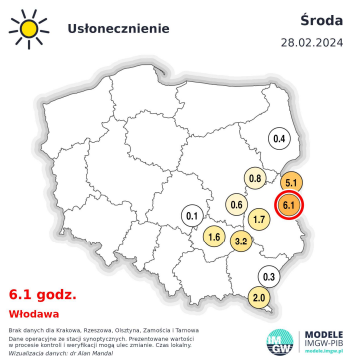 Usłonecznienie
Środa
28.02.2024
0.4
0.8
5.1
6.1
0.6
0.1
1.7
1.6
3.2
0.3
2.0
6.1 godz.
Włodawa
Brak danych dla Krakowa, Rzeszowa, Olsztyna, Zamościa i Tarnowa
Dane operacyjne ze stacji synoptycznych. Prezentowane wartości
w procesie kontroli i weryfikacji mogą ulec zmianie. Czas lokalny.
Wizualizacja danych: dr Alan Mandal
IM
GW
MODELE
IMGW-PIB
modele.imgw.pl